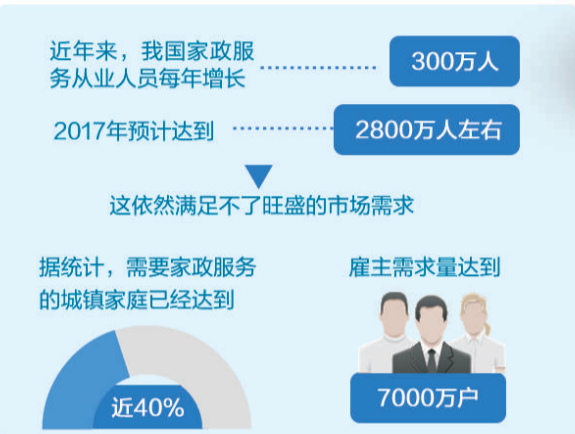 近年来，我国家政服
务从业人员每年增长
300万人
2017年预计达到
2800万人左右
这依然满足不了旺盛的市场需求
据统计，需要家政服务
的城镇家庭已经达到
近40%
雇主需求量达到
7000万户